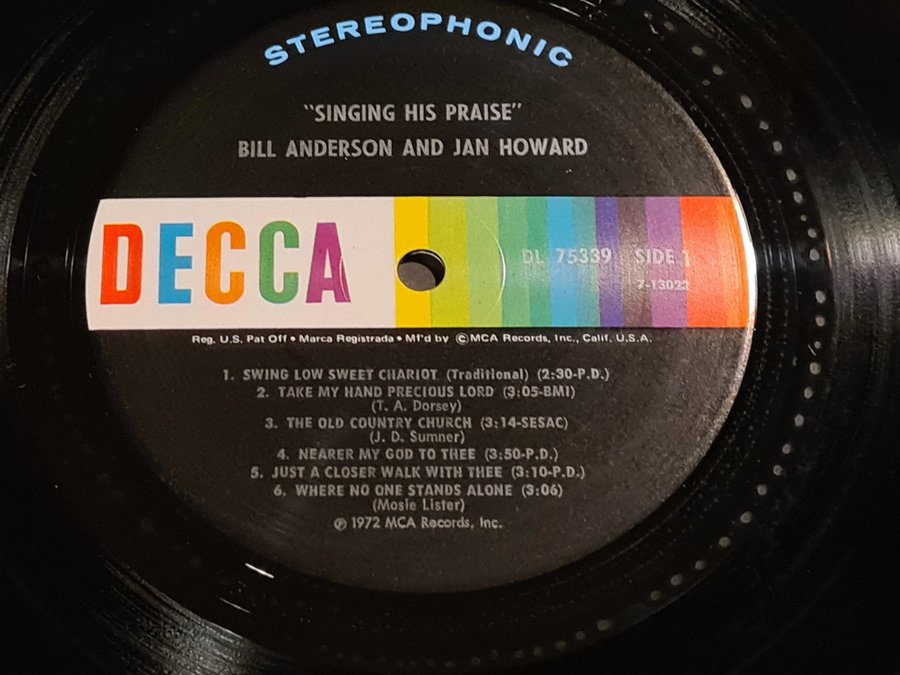 STEREOPHONIC
"SINGING HIS PRAISE"
BILL ANDERSON AND JAN HOWARD
DECCA
DL 75339 SIDE 1
7-13022
Reg. U.S. Pat Off • Marca Registrada • Mf'd by ©MCA Records, Inc., Calif. U.S.A.
1. SWING LOW SWEET CHARIOT (Traditional) (2:30-P.D.)
2. TAKE MY HAND PRECIOUS LORD (3:05-BMI)
(T. A. Dorsey)
3. THE OLD COUNTRY CHURCH (3:14-SESAC)
(J. D. Sumner)
4. NEARER MY GOD TO THEE (3:50-P.D.)
5. JUST A CLOSER WALK WITH THEE (3:10-P.D.)
6. WHERE NO ONE STANDS ALONE (3:06)
(Mosie Lister)
℗ 1972 MCA Records, Inc.